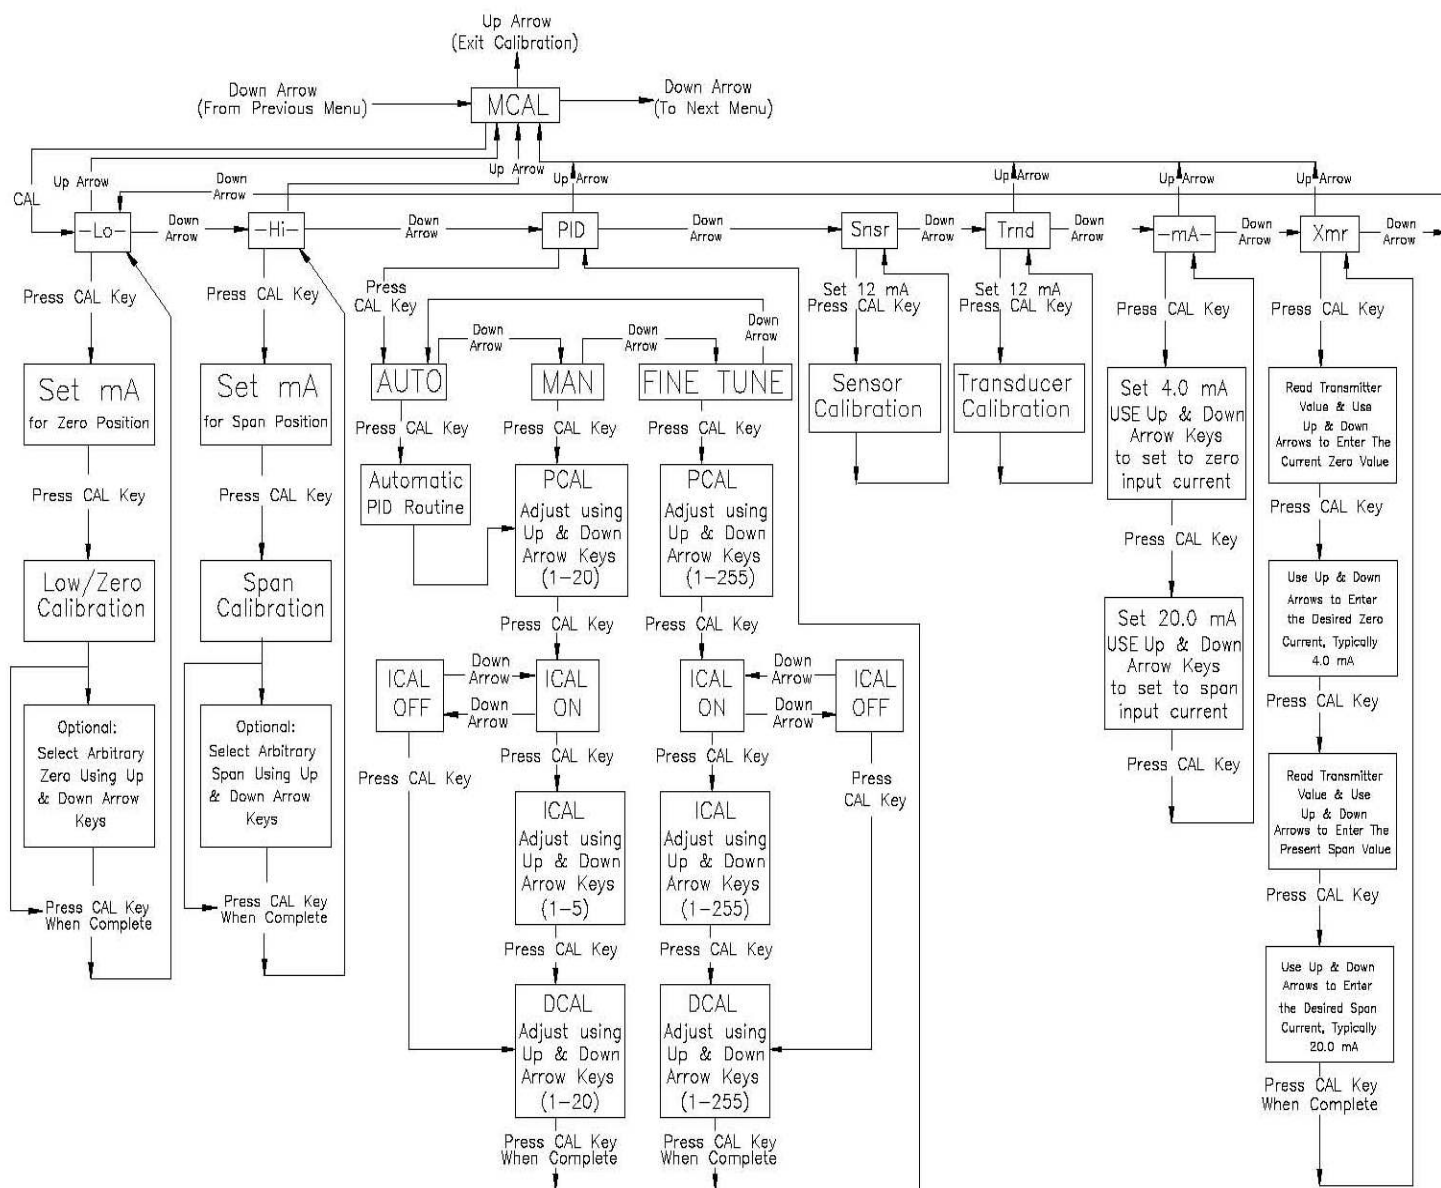 Up Arrow
(Exit Calibration)
Down Arrow
(From Previous Menu)
MCAL
Down Arrow
(To Next Menu)
CAL
Up Arrow
Down
Arrow
Up Arrow
Up Arrow
Up Arrow
Up Arrow
Up Arrow
-Lo-
Down
Arrow
-Hi-
Down
Arrow
PID
Down
Arrow
Snsr
Down
Arrow
Trnd
Down
Arrow
-mA-
Down
Arrow
Xmr
Down
Arrow
Press CAL Key
Set mA
for Zero Position
Press CAL Key
Low/Zero
Calibration
Optional:
Select Arbitrary
Zero Using Up
& Down Arrow
Keys
Press CAL Key
When Complete
Press CAL Key
Set mA
for Span Position
Press CAL Key
Span
Calibration
Optional:
Select Arbitrary
Span Using Up
& Down Arrow
Keys
Press CAL Key
When Complete
Press
CAL Key
Down
Arrow
Down
Arrow
Down
Arrow
AUTO
MAN
FINE TUNE
Press CAL Key
Automatic
PID Routine
Press CAL Key
PCAL
Adjust using
Up & Down
Arrow Keys
(1-20)
Press CAL Key
ICAL
OFF
Down
Arrow
Down
Arrow
ICAL
ON
Press CAL Key
Press CAL Key
ICAL
Adjust using
Up & Down
Arrow Keys
(1-5)
Press CAL Key
DCAL
Adjust using
Up & Down
Arrow Keys
(1-20)
Press CAL Key
When Complete
Press CAL Key
PCAL
Adjust using
Up & Down
Arrow Keys
(1-255)
Press CAL Key
ICAL
ON
Down
Arrow
Down
Arrow
ICAL
OFF
Press CAL Key
Press
CAL Key
ICAL
Adjust using
Up & Down
Arrow Keys
(1-255)
Press CAL Key
DCAL
Adjust using
Up & Down
Arrow Keys
(1-255)
Press CAL Key
When Complete
Set 12 mA
Press CAL Key
Sensor
Calibration
Set 12 mA
Press CAL Key
Transducer
Calibration
Press CAL Key
Set 4.0 mA
USE Up & Down
Arrow Keys
to set to zero
input current
Press CAL Key
Set 20.0 mA
USE Up & Down
Arrow Keys
to set to span
input current
Press CAL Key
Press CAL Key
Read Transmitter
Value & Use
Up & Down
Arrows to Enter The
Current Zero Value
Press CAL Key
Use Up & Down
Arrows to Enter
the Desired Zero
Current, Typically
4.0 mA
Press CAL Key
Read Transmitter
Value & Use
Up & Down
Arrows to Enter The
Present Span Value
Press CAL Key
Use Up & Down
Arrows to Enter
the Desired Span
Current, Typically
20.0 mA
Press CAL Key
When Complete